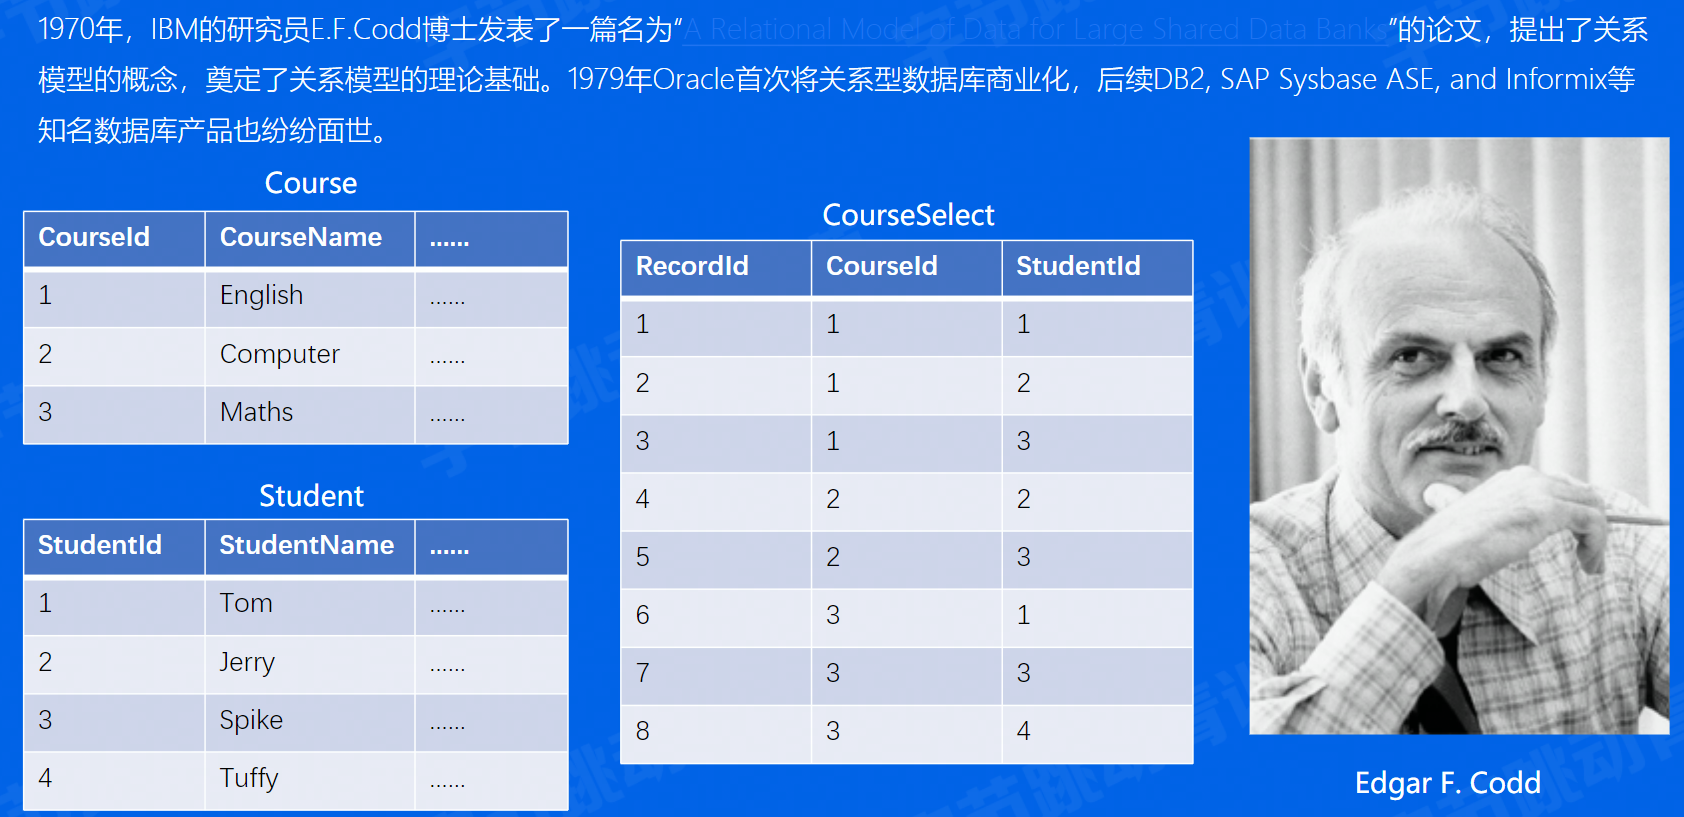 1970年，IBM的研究员E.F.Codd博士发表了一篇名为“A Relational Model of Data for Large Shared Data Banks”的论文，提出了关系
模型的概念，奠定了关系模型的理论基础。1979年Oracle首次将关系型数据库商业化，后续DB2, SAP Sysbase ASE, and Informix等
知名数据库产品也纷纷面世。
Course
CourseId CourseName ......
1 English ......
2 Computer ......
3 Maths ......
Student
StudentId StudentName ......
1 Tom ......
2 Jerry ......
3 Spike ......
4 Tuffy ......
CourseSelect
RecordId CourseId StudentId
1 1 1
2 1 2
3 1 3
4 2 2
5 2 3
6 3 1
7 3 3
8 3 4
Edgar F. Codd